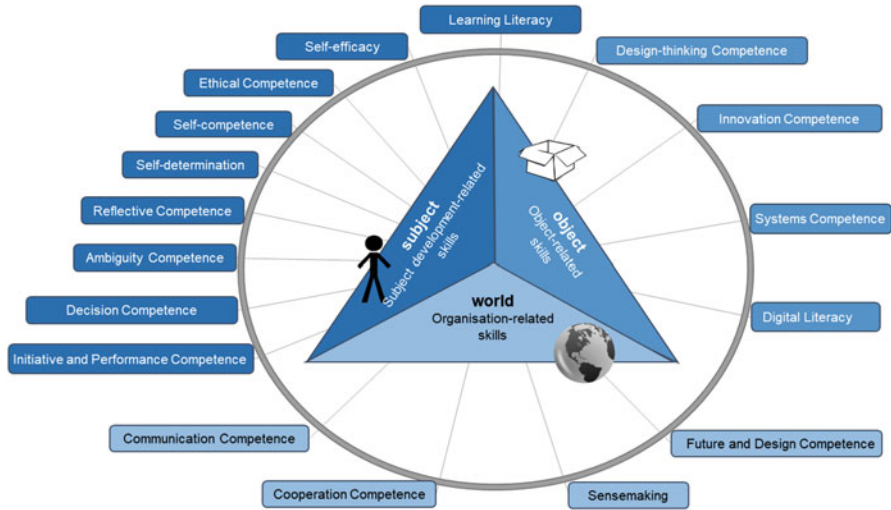 Learning Literacy
Self-efficacy
Design-thinking Competence
Ethical Competence
Innovation Competence
Self-competence
Self-determination
Reflective Competence
Systems Competence
Ambiguity Competence
Decision Competence
Digital Literacy
Initiative and Performance Competence
subject
Subject development-related
skills
object
Object-related
skills
world
Organisation-related
skills
Communication Competence
Future and Design Competence
Cooperation Competence
Sensemaking